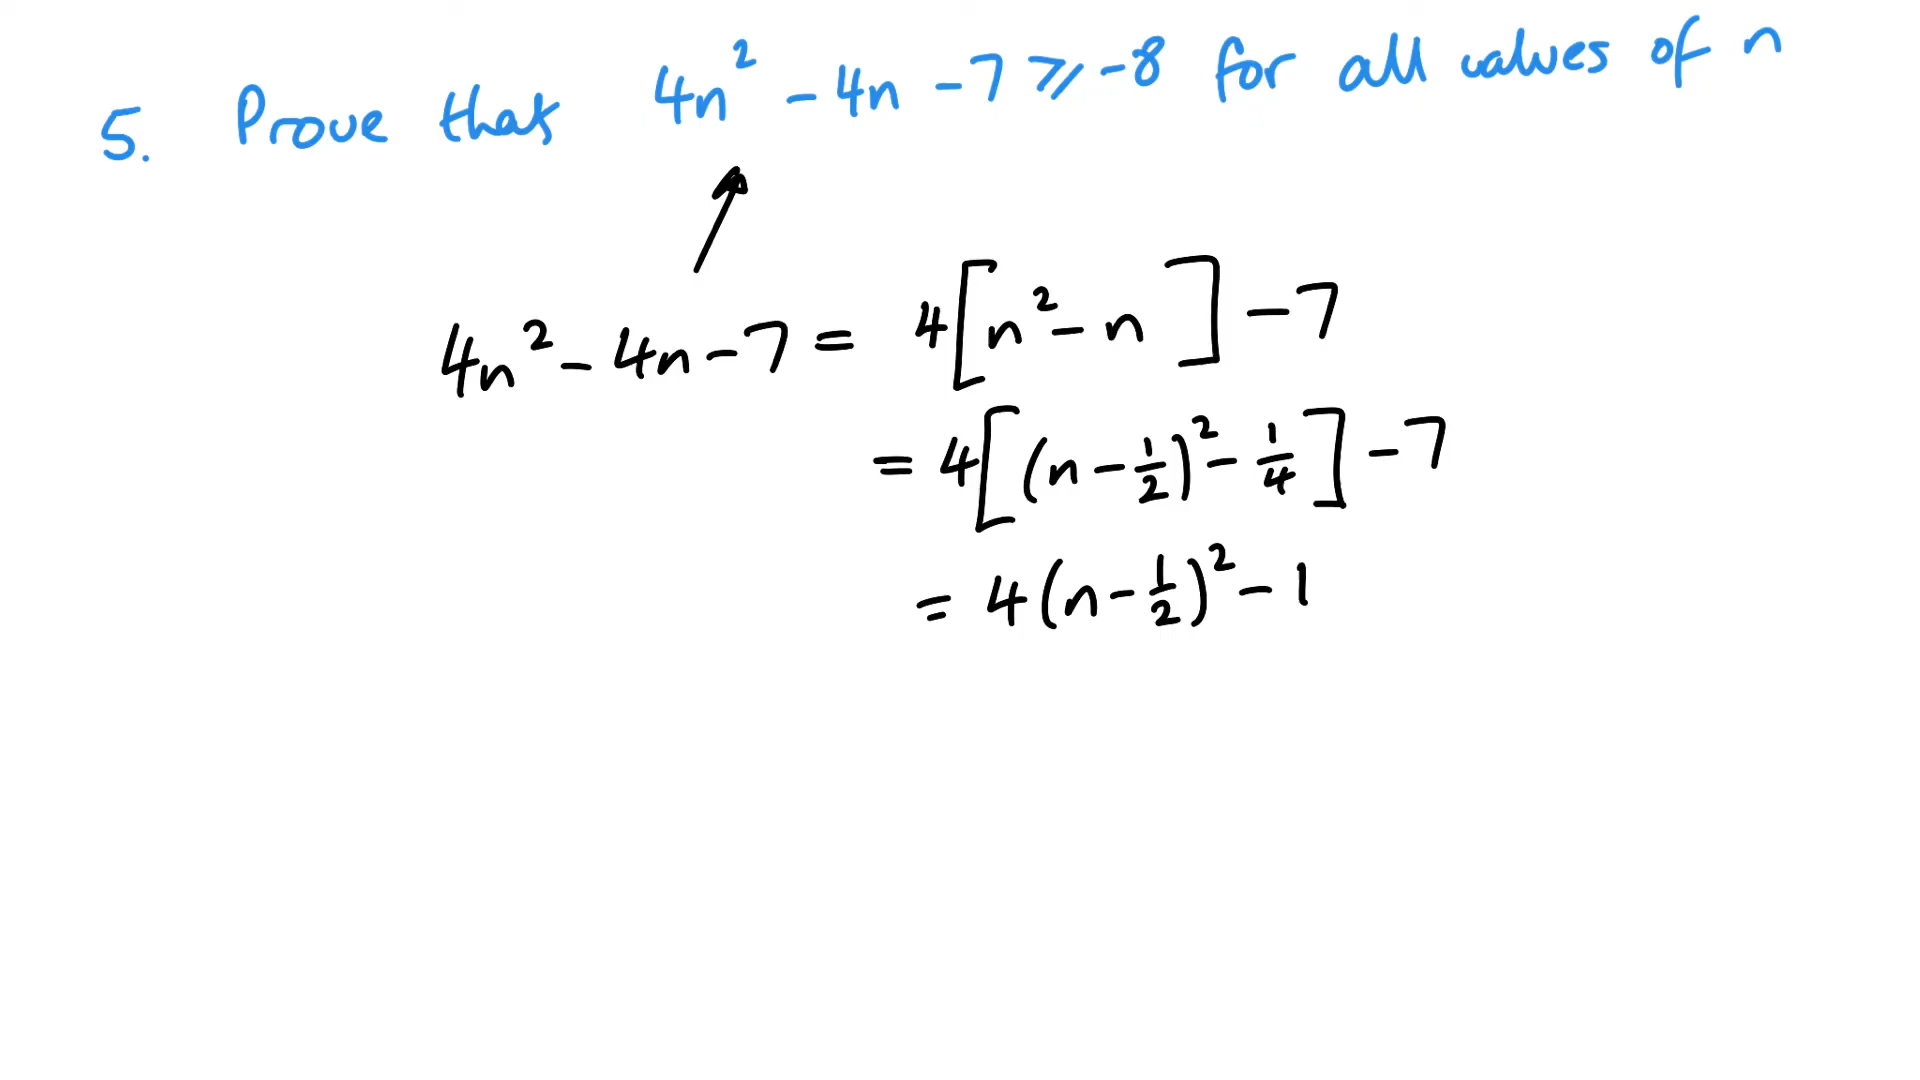 5. Prove that 4n² - 4n - 7 ⩾ -8 for all values of n
4n² - 4n - 7 = 4[n² - n] - 7
= 4[(n - 1/2)² - 1/4] - 7
= 4(n - 1/2)² - 1